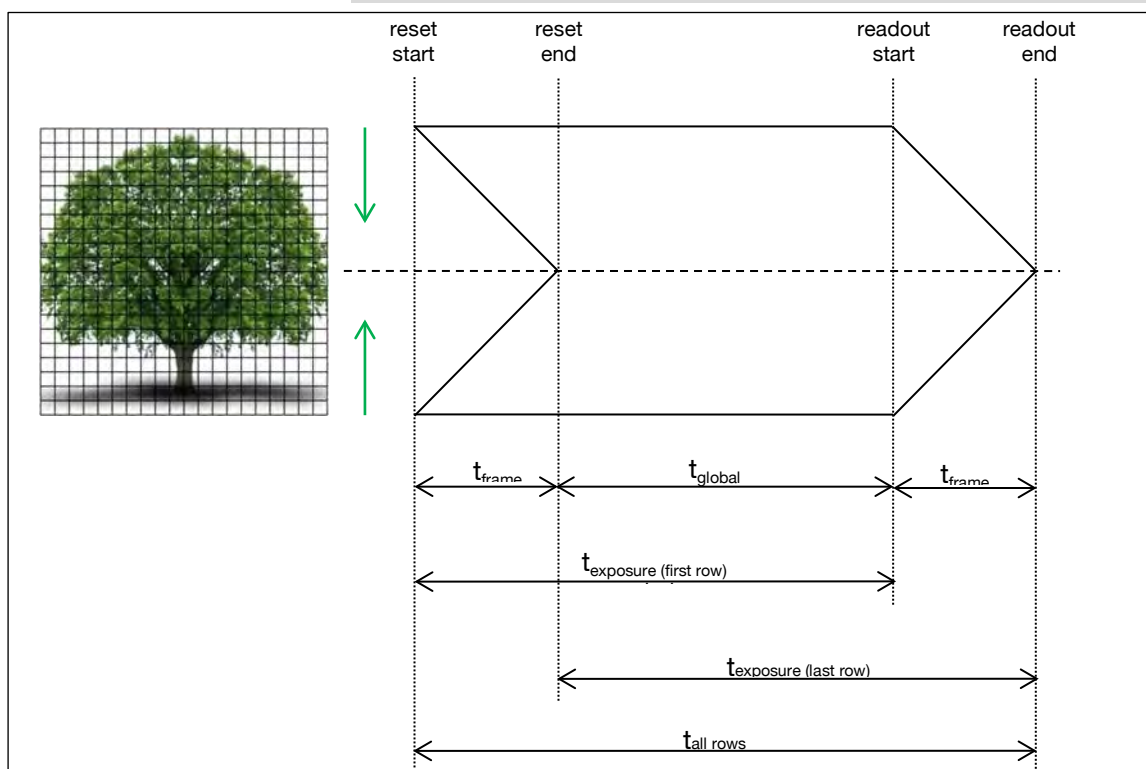 reset
start
reset
end
readout
start
readout
end
tframe
tglobal
tframe
texposure (first row)
texposure (last row)
tall rows